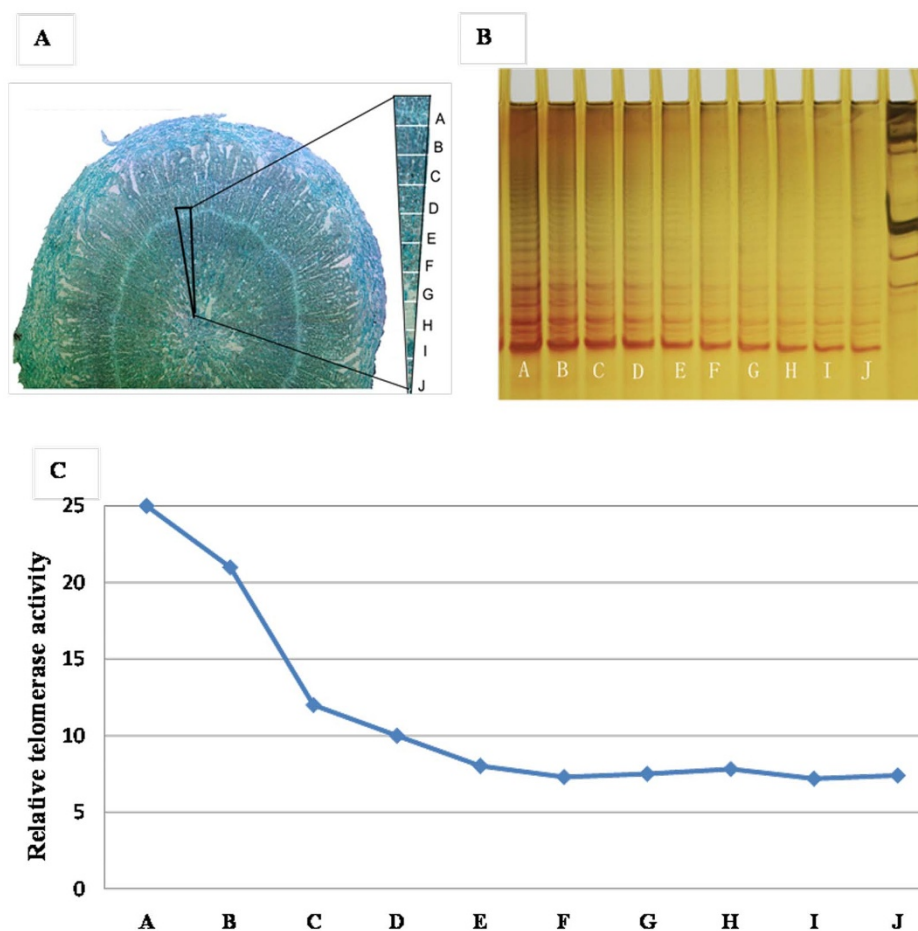 A
B
A
B
C
D
E
F
G
H
I
J
A B C D E F G H I J
C
25
20
15
10
5
0
Relative telomerase activity
A B C D E F G H I J